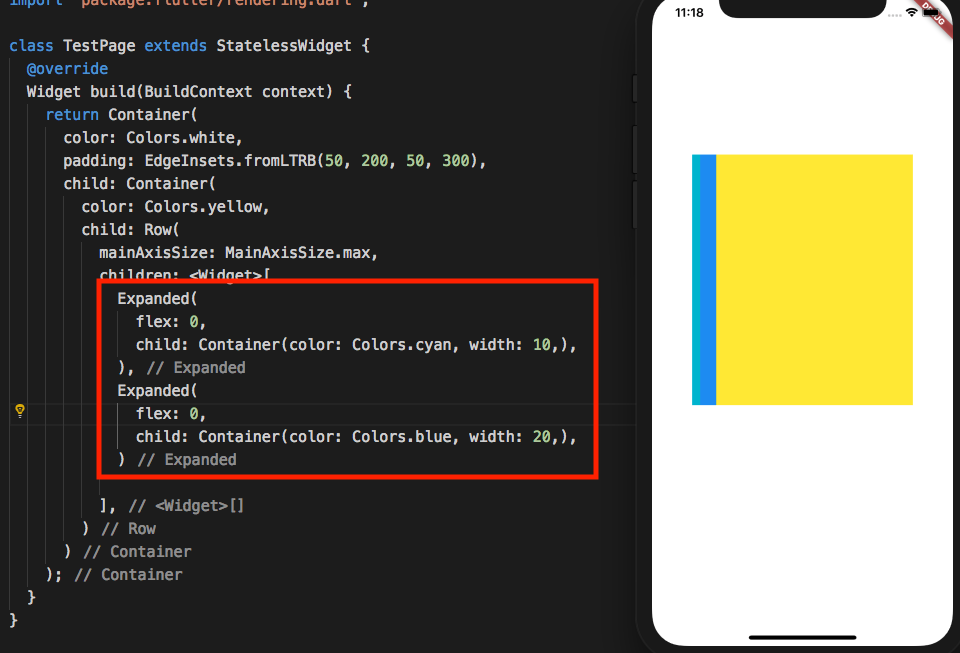 import 'package:flutter/rendering.dart';
class TestPage extends StatelessWidget {
@override
Widget build(BuildContext context) {
return Container(
color: Colors.white,
padding: EdgeInsets.fromLTRB(50, 200, 50, 300),
child: Container(
color: Colors.yellow,
child: Row(
mainAxisSize: MainAxisSize.max,
children: <Widget>[
Expanded(
flex: 0,
child: Container(color: Colors.cyan, width: 10,),
), // Expanded
Expanded(
flex: 0,
child: Container(color: Colors.blue, width: 20,),
) // Expanded
], // <Widget>[]
) // Row
) // Container
); // Container
}
}
11:18
DEBUG